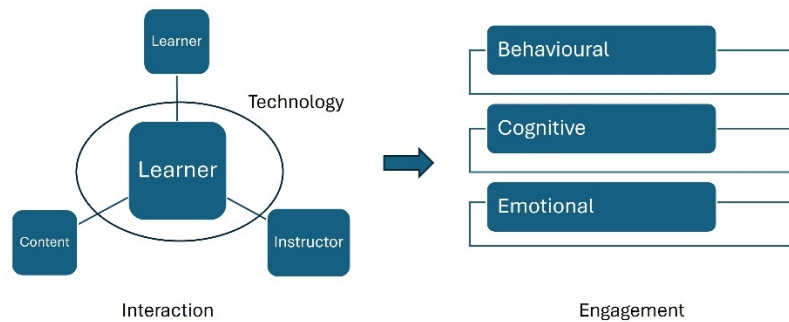 Learner
Technology
Learner
Content
Instructor
Interaction
Behavioural
Cognitive
Emotional
Engagement